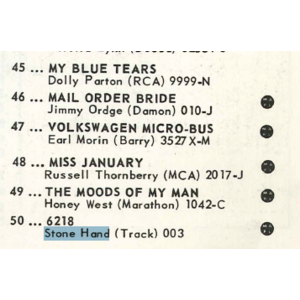 45 ... MY BLUE TEARS
Dolly Parton (RCA) 9999-N
46 ... MAIL ORDER BRIDE
Jimmy Ordge (Damon) 010-J
47 ... VOLKSWAGEN MICRO-BUS
Earl Morin (Barry) 3527X-M
48 ... MISS JANUARY
Russell Thornberry (MCA) 2017-J
49 ... THE MOODS OF MY MAN
Honey West (Marathon) 1042-C
50 ... 6218
Stone Hand (Track) 003